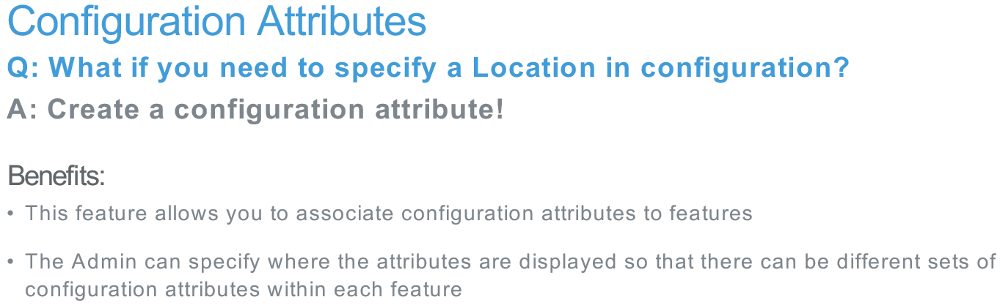 Configuration Attributes
Q: What if you need to specify a Location in configuration?
A: Create a configuration attribute!
Benefits:
• This feature allows you to associate configuration attributes to features
• The Admin can specify where the attributes are displayed so that there can be different sets of
configuration attributes within each feature